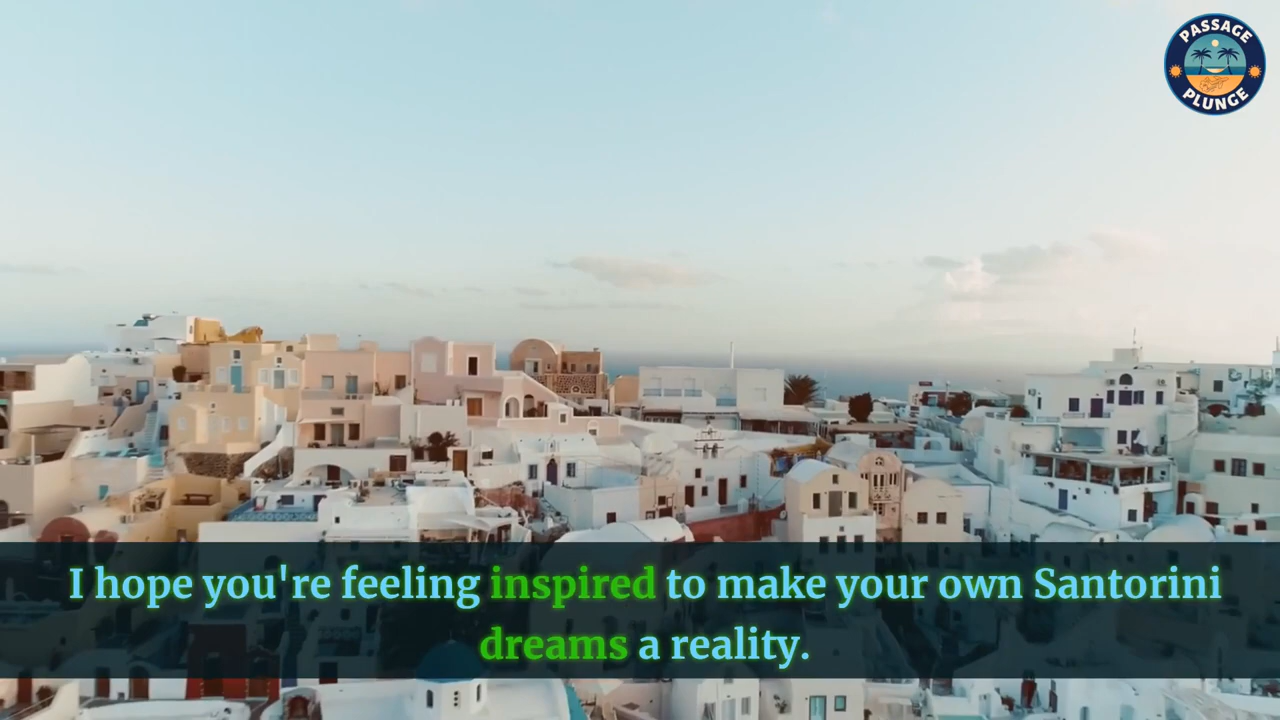 PASSAGE
PLUNGE
I hope you're feeling inspired to make your own Santorini
dreams a reality.